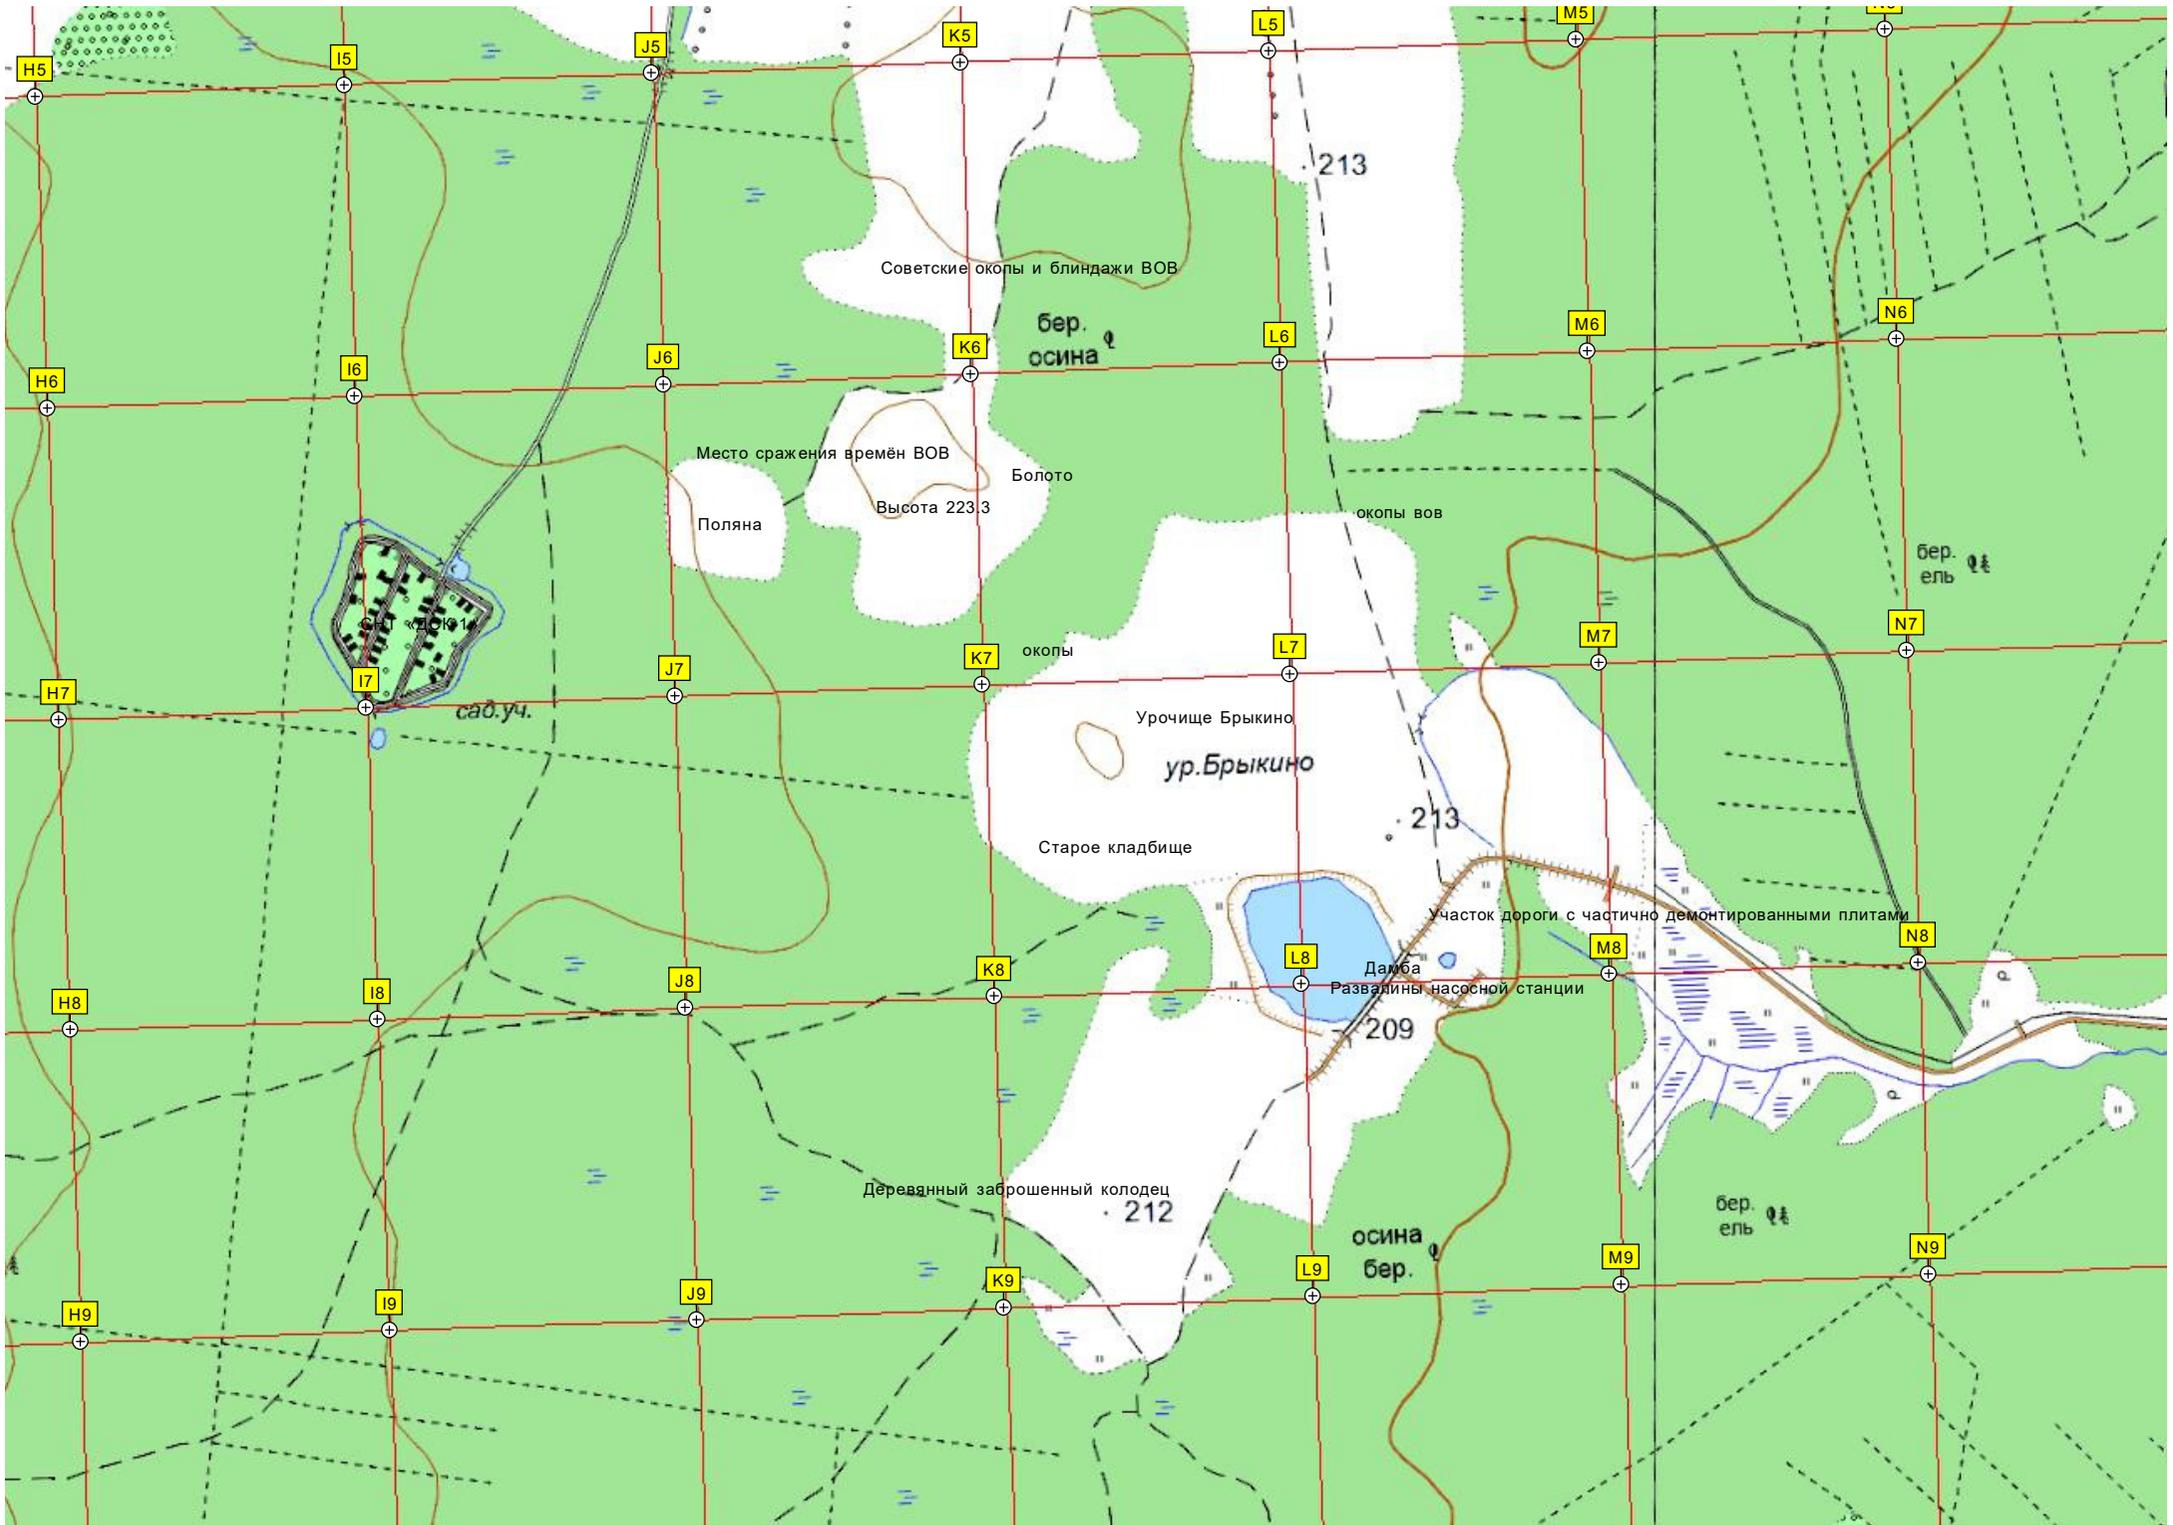 M5
L5
K5
J5
I5
H5
213
Советские окопы и блиндажи ВОВ
N6
бер.
осина
M6
L6
K6
J6
I6
H6
Место сражения времён ВОВ
Болото
Высота 223.3
окопы вов
Поляна
бер.
ель
СНТ «ДСК-1»
N7
M7
L7
окопы
K7
J7
I7
H7
сад.уч.
Урочище Брыкино
ур.Брыкино
213
Старое кладбище
Участок дороги с частично демонтированными плитами
N8
M8
L8
Дамба
K8
J8
Развалины насосной станции
I8
H8
209
Деревянный заброшенный колодец
212
бер.
ель
осина
бер.
N9
M9
L9
K9
J9
I9
H9